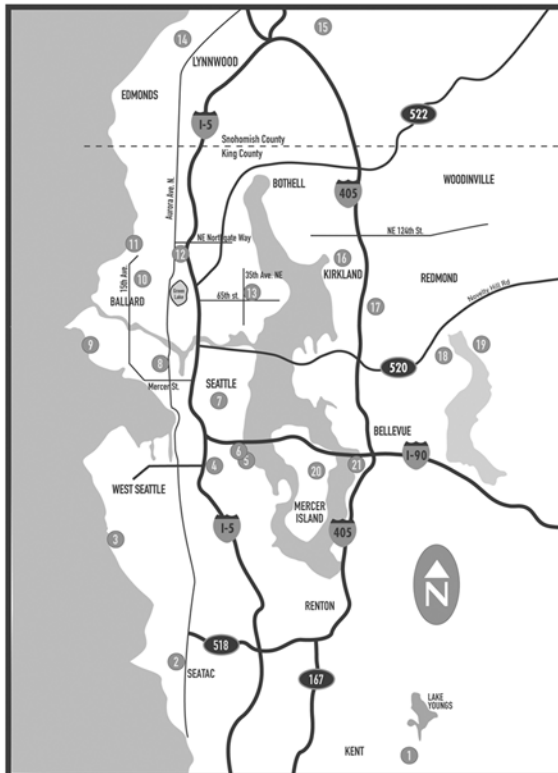 15
14
LYNNWOOD
EDMONDS
522
I-5
Snohomish County
King County
WOODINVILLE
BOTHELL
405
Aurora Ave. N.
NE 124th St.
11
NE Northgate Way
12
16
15th Ave.
10
35th Ave. NE
KIRKLAND
REDMOND
Green
Lake
13
65th st.
BALLARD
17
Novelty Hill Rd
9
8
18
19
520
Mercer St.
SEATTLE
7
BELLEVUE
6
5
4
20
21
I-90
WEST SEATTLE
MERCER
ISLAND
3
I-5
405
N
RENTON
518
2
SEATAC
167
LAKE
YOUNGS
KENT
1